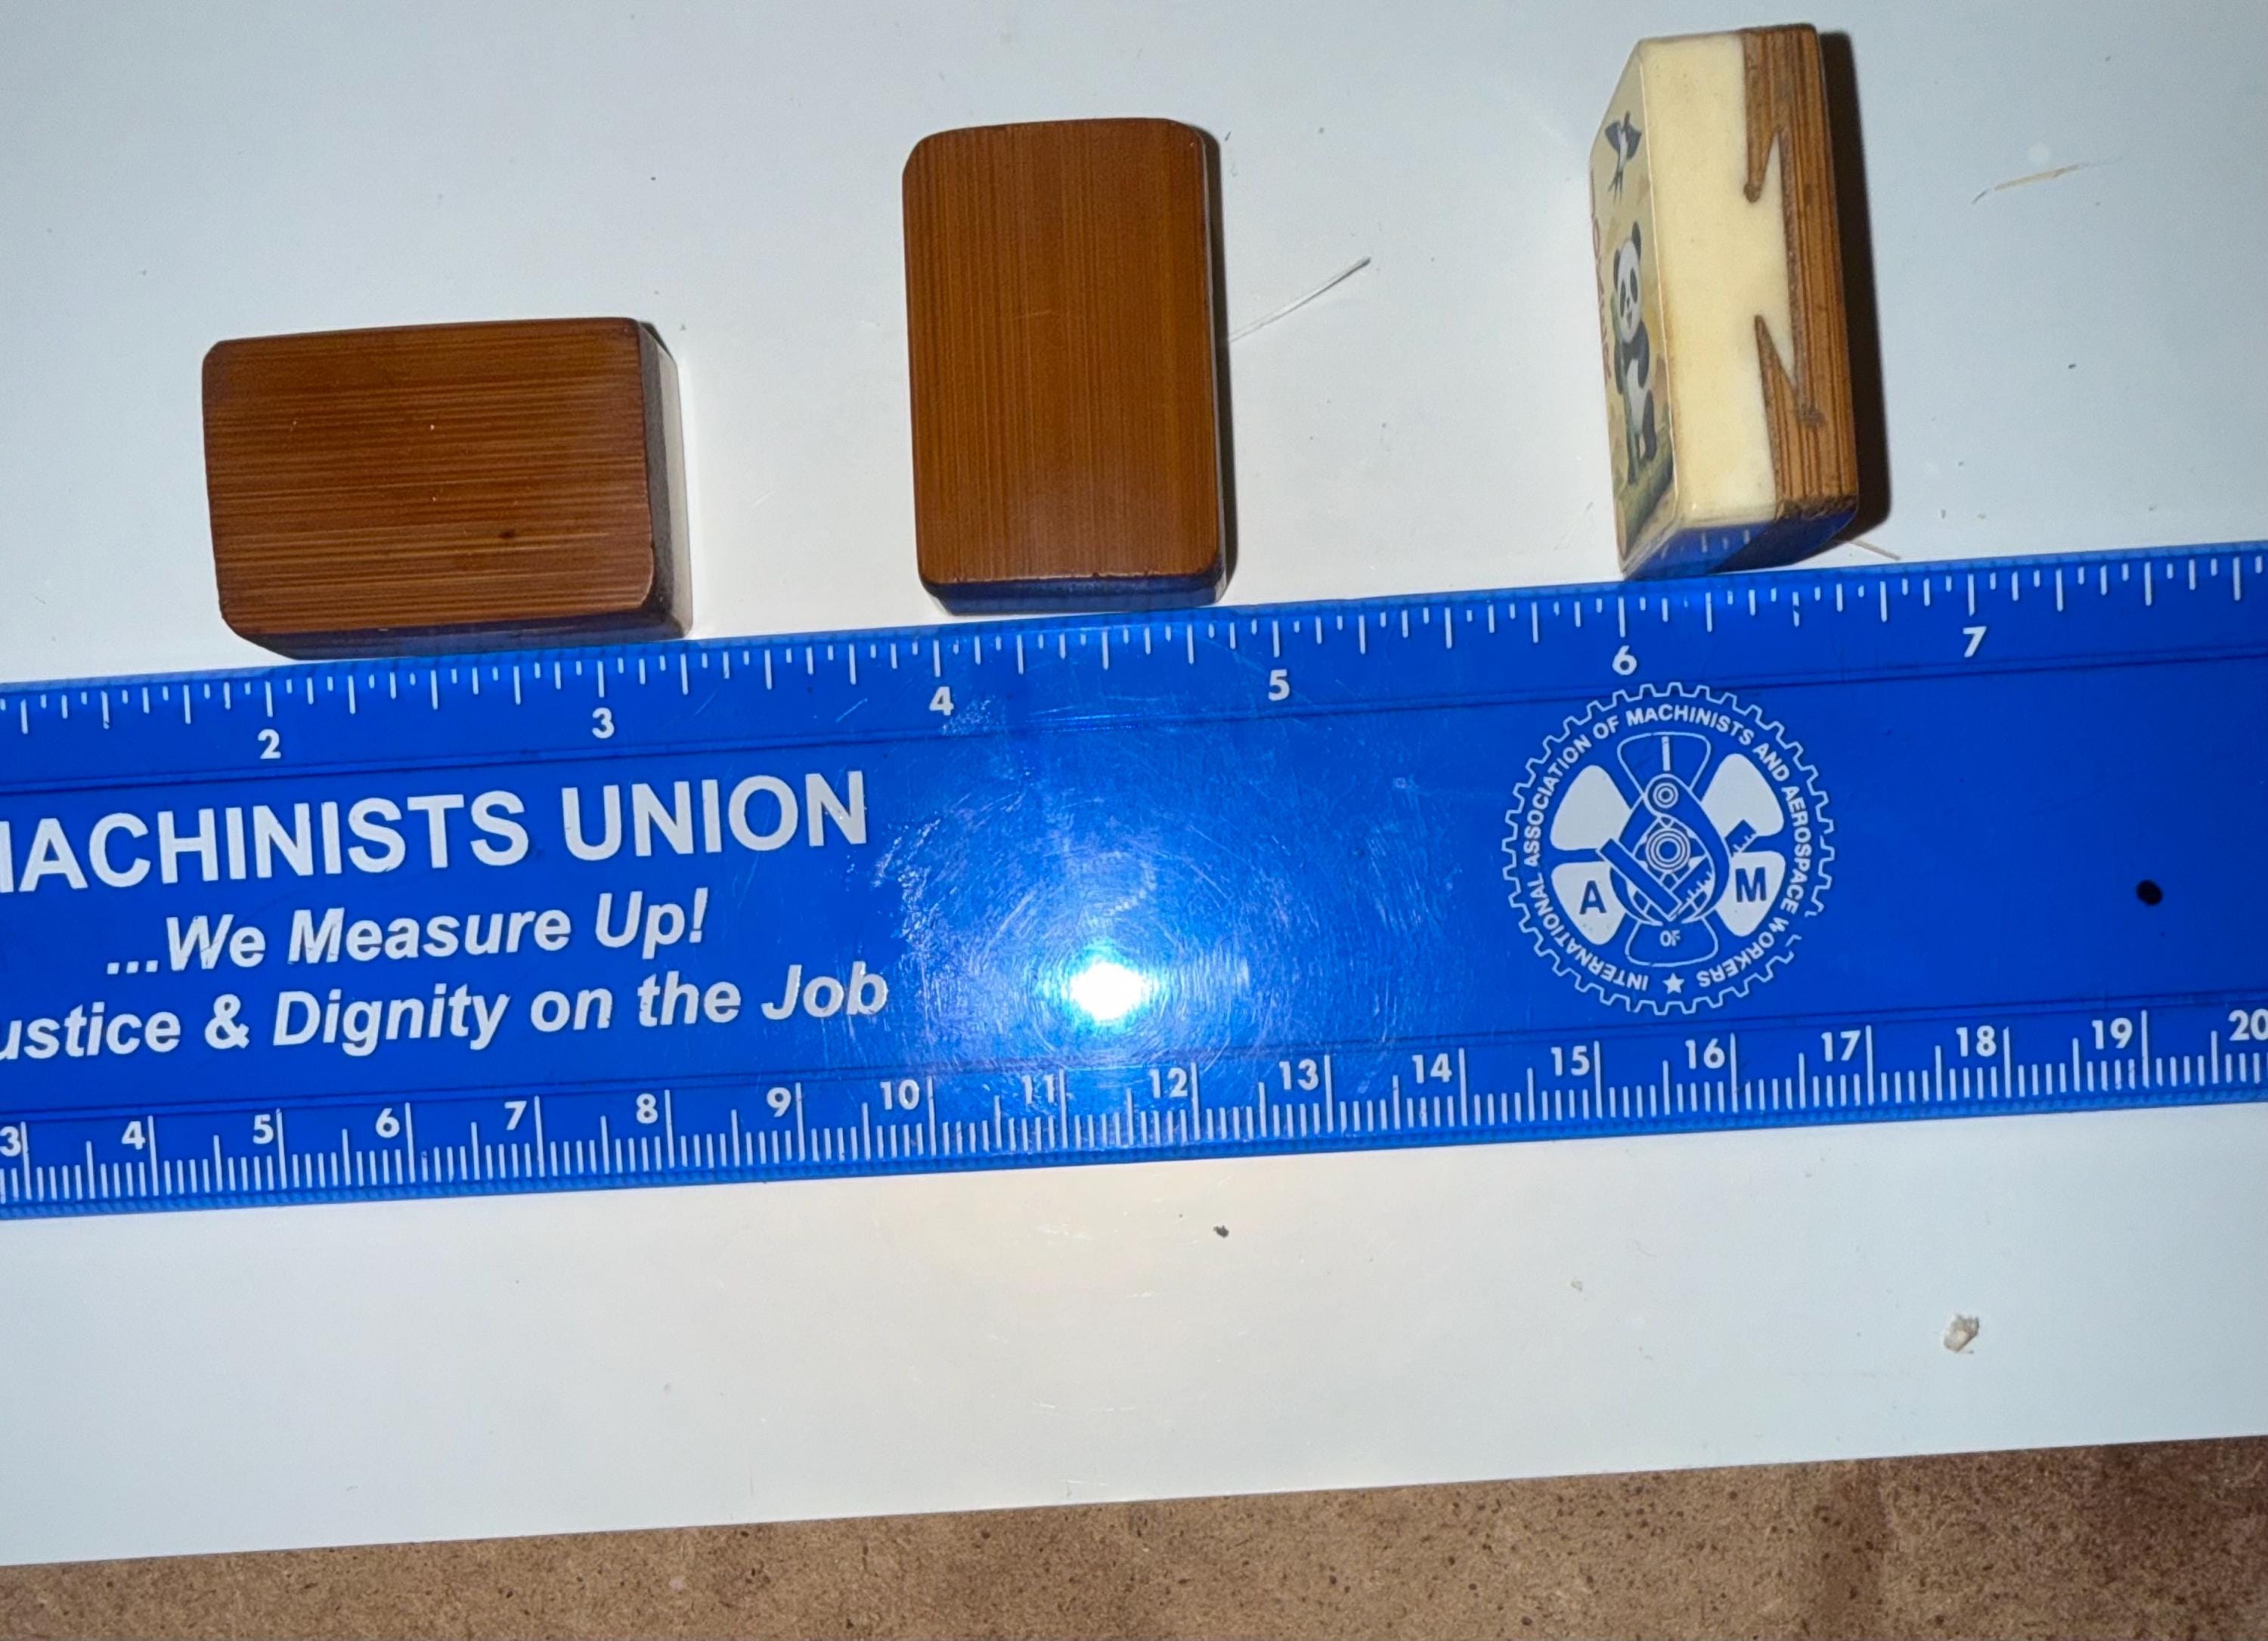 2 3 4 5 6 7
MACHINISTS UNION
...We Measure Up!
ustice & Dignity on the Job
INTERNATIONAL ASSOCIATION OF MACHINISTS AND AEROSPACE WORKERS
A M
OF
3 4 5 6 7 8 9 10 11 12 13 14 15 16 17 18 19 20